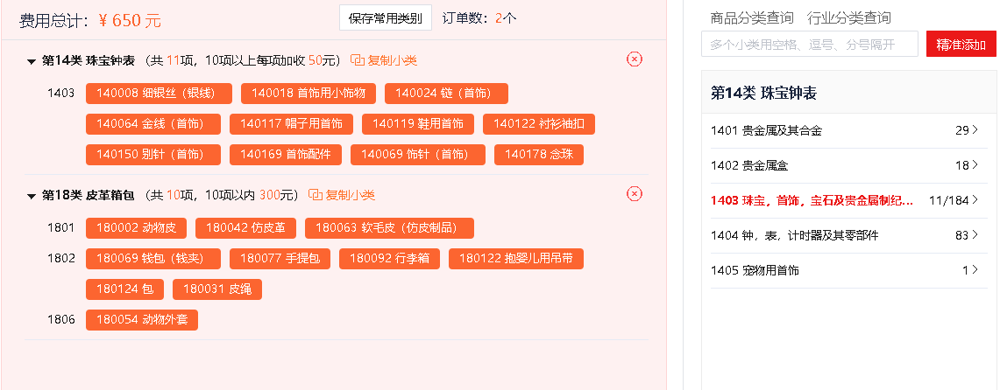 费用总计：¥ 650 元 保存常用类别 订单数：2个
第14类 珠宝钟表 （共 11项，10项以上每项加收 50元） 复制小类
1403 140008 细银丝（银线） 140018 首饰用小饰物 140024 链（首饰）
140064 金线（首饰） 140117 帽子用首饰 140119 鞋用首饰 140122 衬衫袖扣
140150 别针（首饰） 140169 首饰配件 140069 饰针（首饰） 140178 念珠
第18类 皮革箱包 （共 10项，10项以内 300元） 复制小类
1801 180002 动物皮 180042 仿皮革 180063 软毛皮（仿皮制品）
1802 180069 钱包（钱夹） 180077 手提包 180092 行李箱 180122 抱婴儿用吊带
180124 包 180031 皮绳
1806 180054 动物外套
商品分类查询 行业分类查询
多个小类用空格、逗号、分号隔开 精准添加
第14类 珠宝钟表
1401 贵金属及其合金 29
1402 贵金属盒 18
1403 珠宝，首饰，宝石及贵金属制纪... 11/184
1404 钟，表，计时器及其零部件 83
1405 宠物用首饰 1